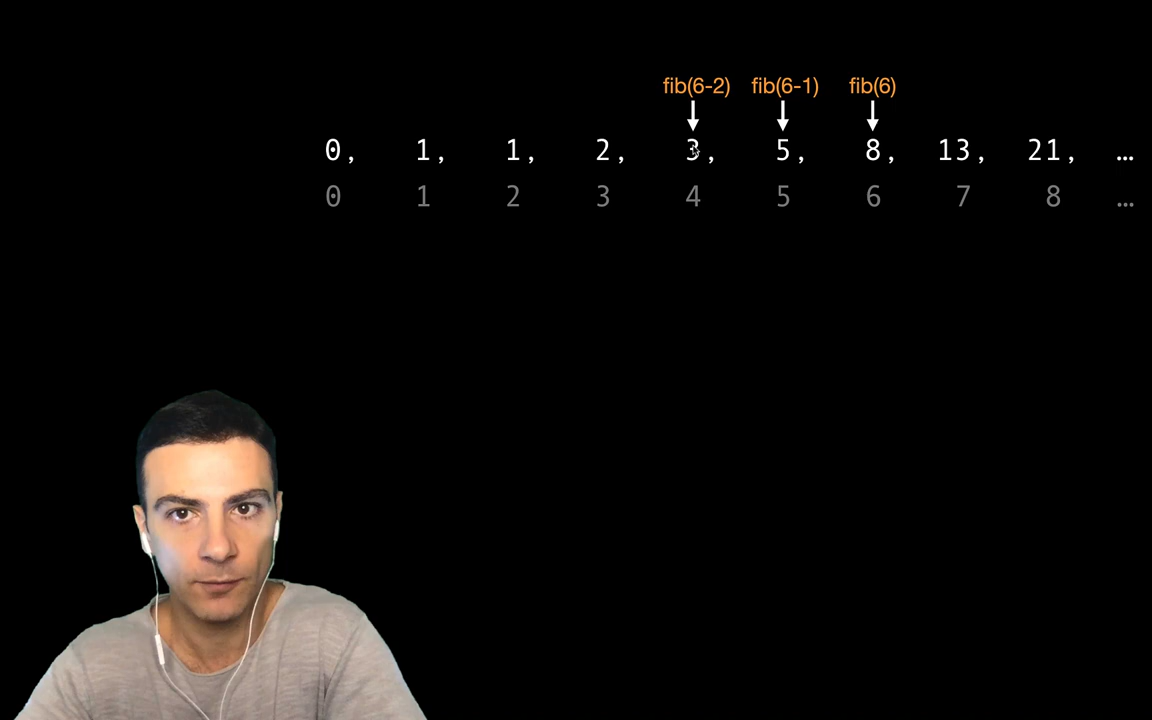 fib(6-2) fib(6-1) fib(6)
0, 1, 1, 2, 3, 5, 8, 13, 21, …
0 1 2 3 4 5 6 7 8 …